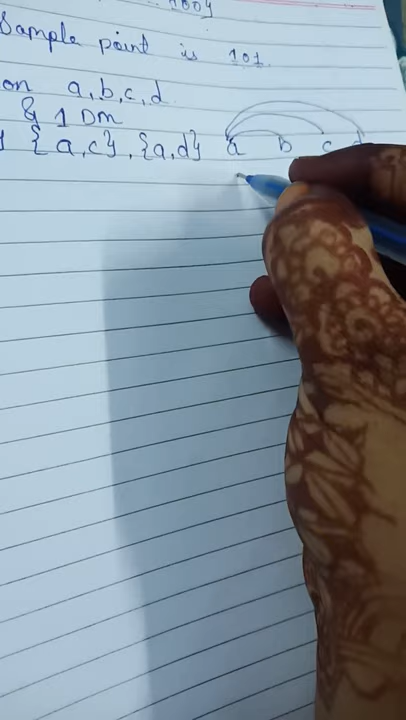 Sample point is 101.
on a, b, c, d
& 1 DM
{a,c}, {a,d} a b c d